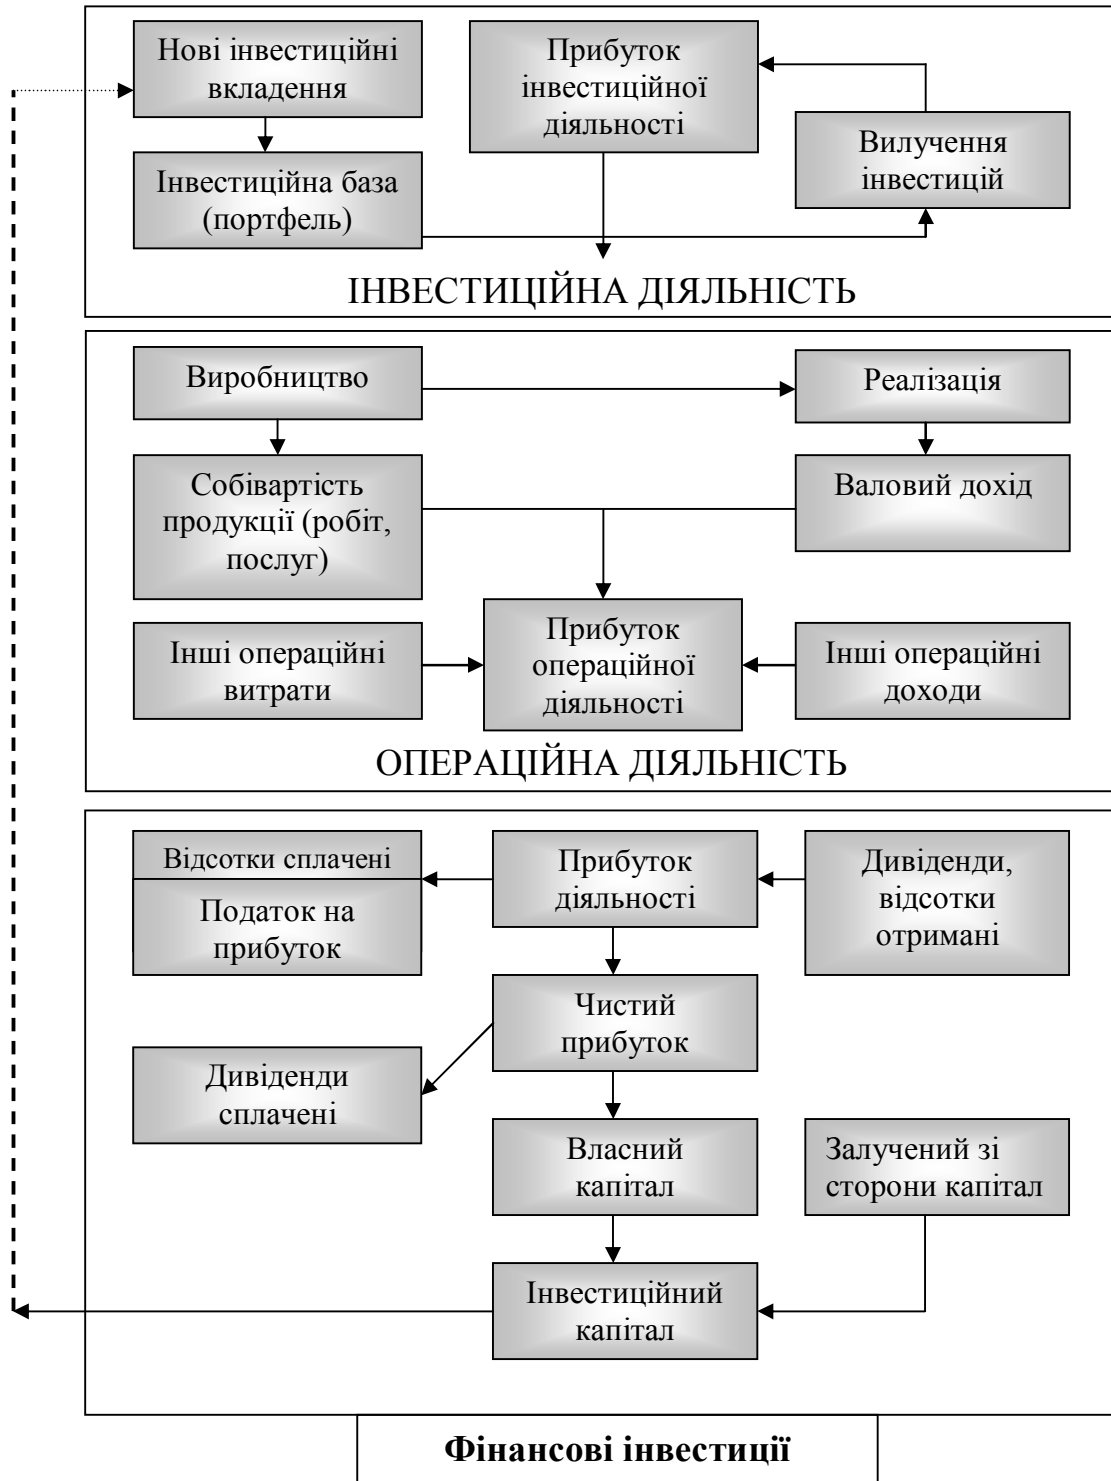 Нові інвестиційні
вкладення
Прибуток
інвестиційної
діяльності
Вилучення
інвестицій
Інвестиційна база
(портфель)
ІНВЕСТИЦІЙНА ДІЯЛЬНІСТЬ
Виробництво
Реалізація
Собівартість
продукції (робіт,
послуг)
Валовий дохід
Інші операційні
витрати
Прибуток
операційної
діяльності
Інші операційні
доходи
ОПЕРАЦІЙНА ДІЯЛЬНІСТЬ
Відсотки сплачені
Податок на
прибуток
Прибуток
діяльності
Дивіденди,
відсотки
отримані
Чистий
прибуток
Дивіденди
сплачені
Власний
капітал
Залучений зі
сторони капітал
Інвестиційний
капітал
Фінансові інвестиції